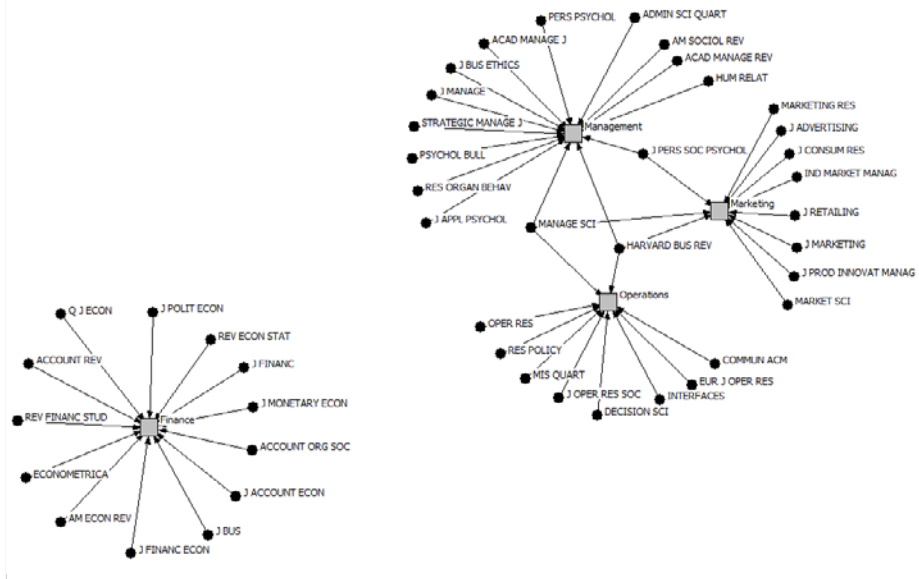 PERS PSYCHOL
ADMIN SCI QUART
ACAD MANAGE J
AM SOCIOL REV
ACAD MANAGE REV
J BUS ETHICS
HUM RELAT
J MANAGE
MARKETING RES
STRATEGIC MANAGE J
Management
J ADVERTISING
J PERS SOC PSYCHOL
J CONSUM RES
PSYCHOL BULL
IND MARKET MANAG
RES ORGAN BEHAV
Marketing
J RETAILING
J APPL PSYCHOL
MANAGE SCI
HARVARD BUS REV
J MARKETING
J PROD INNOVAT MANAG
Operations
MARKET SCI
OPER RES
RES POLICY
COMMUN ACM
MIS QUART
EUR J OPER RES
J OPER RES SOC
INTERFACES
DECISION SCI
Q J ECON
J POLIT ECON
REV ECON STAT
ACCOUNT REV
J FINANC
J MONETARY ECON
REV FINANC STUD
Finance
ACCOUNT ORG SOC
ECONOMETRICA
J ACCOUNT ECON
AM ECON REV
J BUS
J FINANC ECON